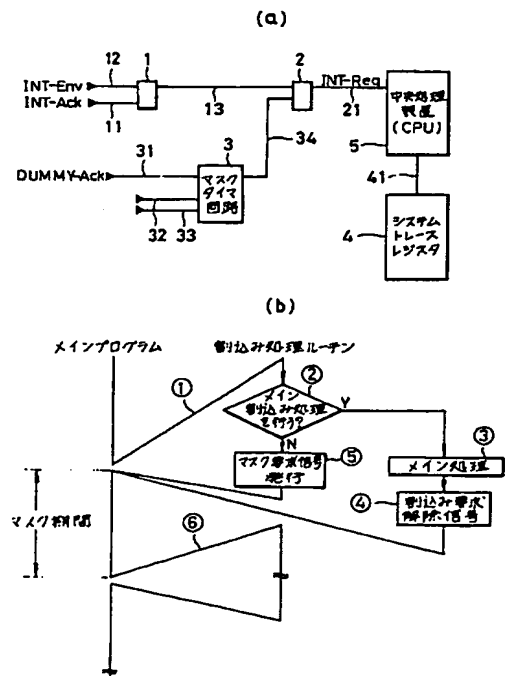 (a)
12
1
2
INT-Env
INT-Ack
11
13
INT-Req
21
中央処理
装置
(CPU)
5
34
31
3
DUMMY-Ack
マスク
タイマ
回路
32
33
41
4
システム
トレース
レジスタ
(b)
メインプログラム
割込み処理ルーチン
①
②
メイン
割込み処理
を行う?
Y
N
マスク要求信号
発行
⑤
③
メイン処理
④
割込み要求
解除信号
マスク期間
⑥